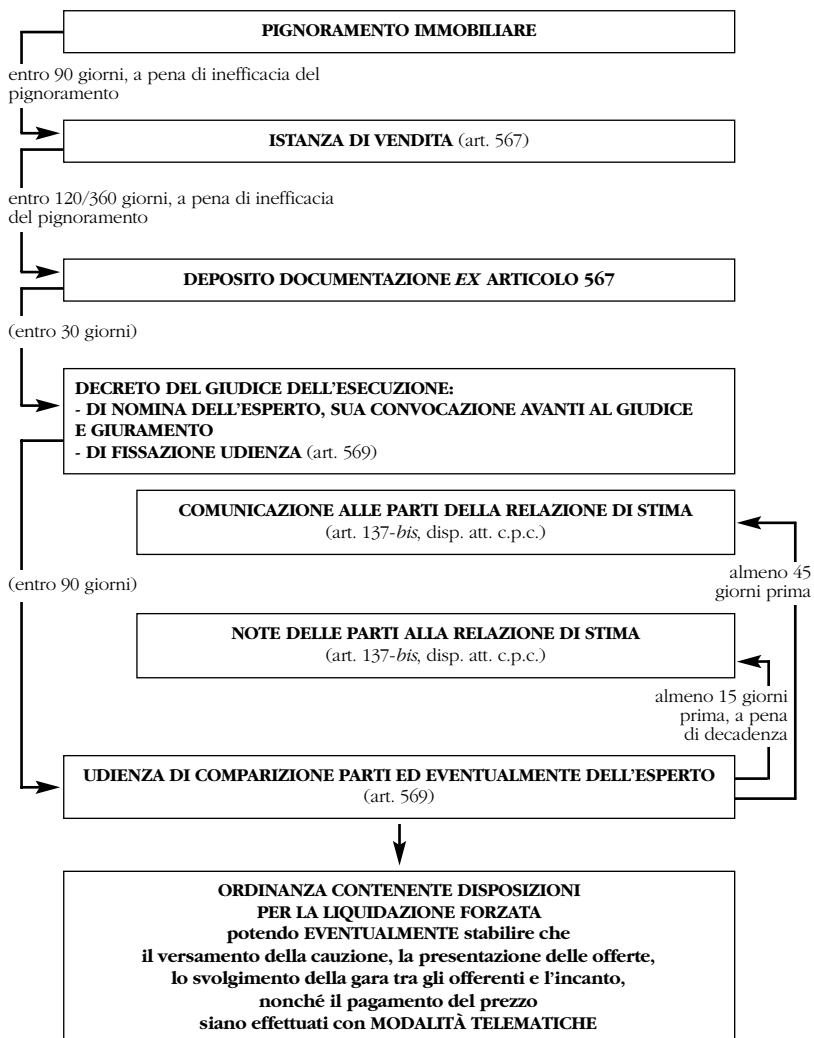 PIGNORAMENTO IMMOBILIARE
entro 90 giorni, a pena di inefficacia del
pignoramento
ISTANZA DI VENDITA (art. 567)
entro 120/360 giorni, a pena di inefficacia
del pignoramento
DEPOSITO DOCUMENTAZIONE EX ARTICOLO 567
(entro 30 giorni)
DECRETO DEL GIUDICE DELL'ESECUZIONE:
- DI NOMINA DELL'ESPERTO, SUA CONVOCAZIONE AVANTI AL GIUDICE
E GIURAMENTO
- DI FISSAZIONE UDIENZA (art. 569)
COMUNICAZIONE ALLE PARTI DELLA RELAZIONE DI STIMA
(art. 137-bis, disp. att. c.p.c.)
(entro 90 giorni)
almeno 45
giorni prima
NOTE DELLE PARTI ALLA RELAZIONE DI STIMA
(art. 137-bis, disp. att. c.p.c.)
almeno 15 giorni
prima, a pena
di decadenza
UDIENZA DI COMPARIZIONE PARTI ED EVENTUALMENTE DELL'ESPERTO
(art. 569)
ORDINANZA CONTENENTE DISPOSIZIONI
PER LA LIQUIDAZIONE FORZATA
potendo EVENTUALMENTE stabilire che
il versamento della cauzione, la presentazione delle offerte,
lo svolgimento della gara tra gli offerenti e l'incanto,
nonché il pagamento del prezzo
siano effettuati con MODALITÀ TELEMATICHE